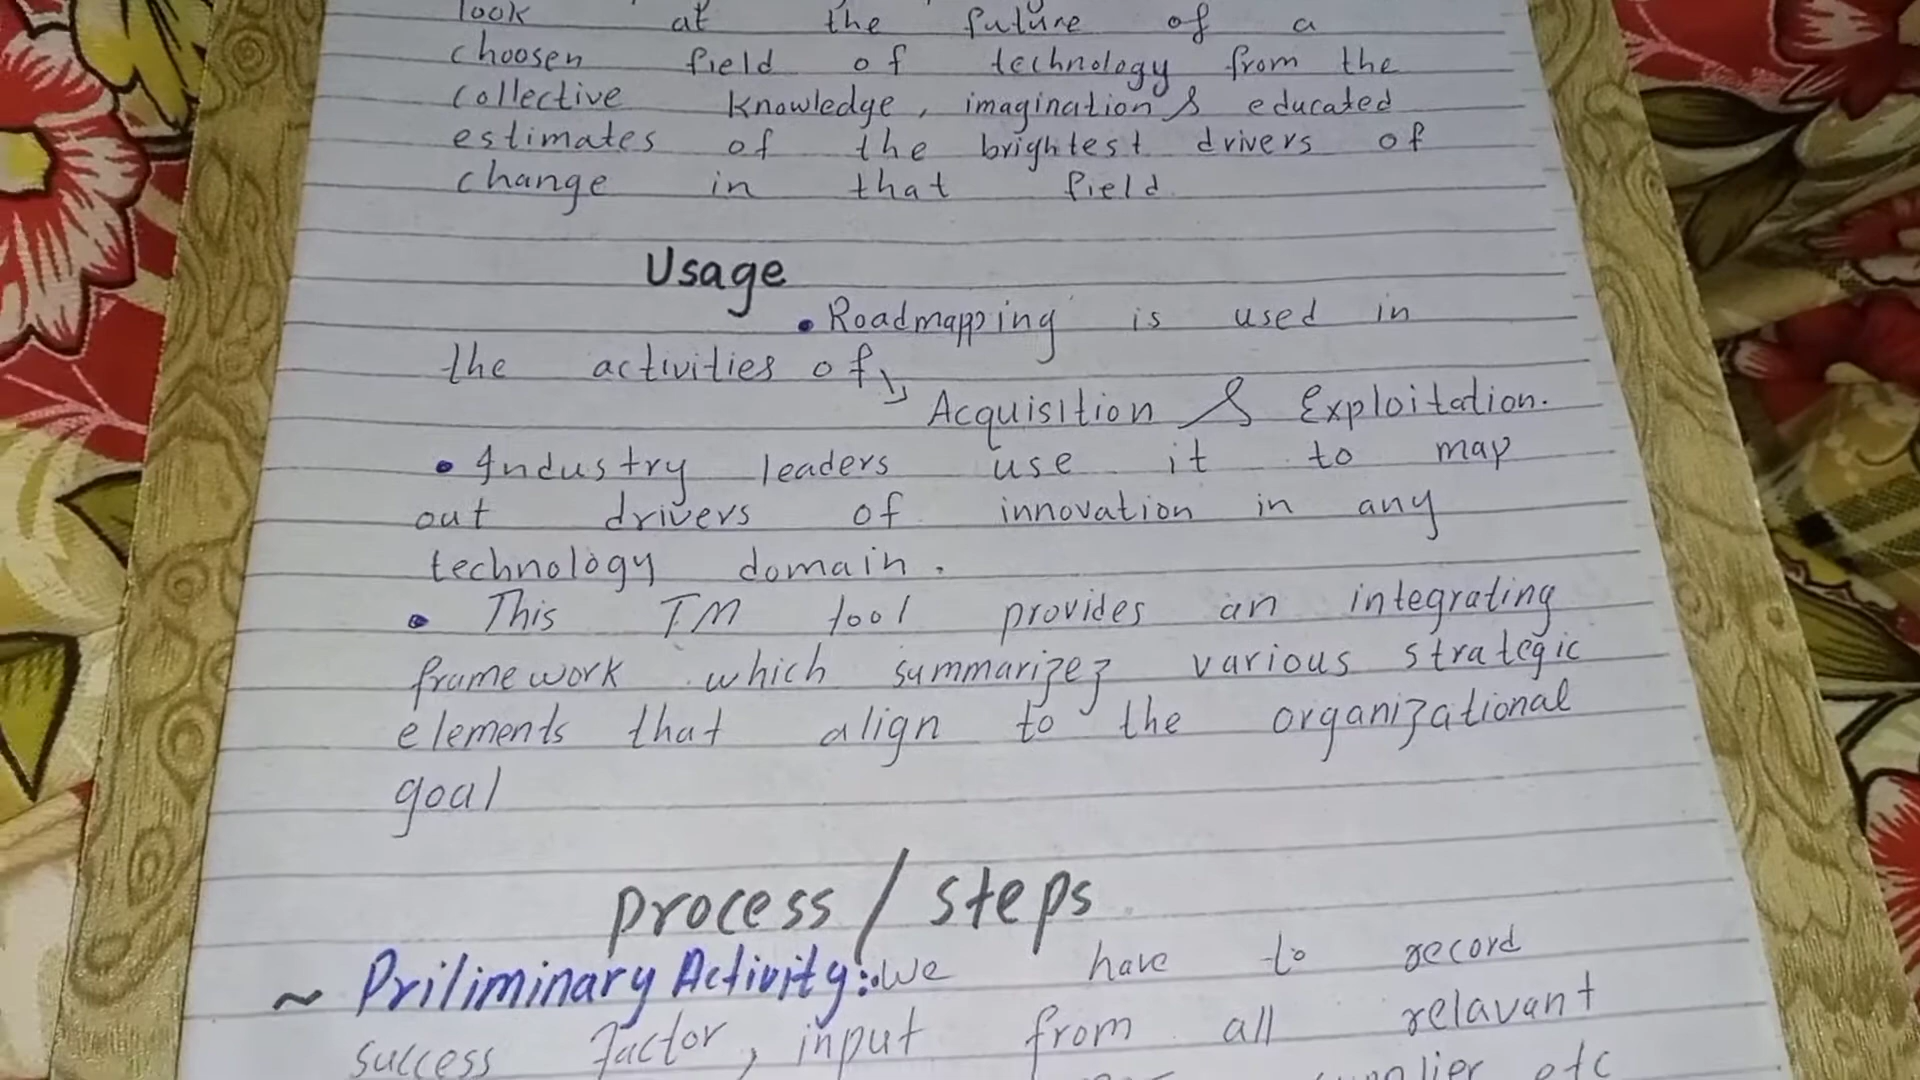 look at the future of a
choosen field of technology from the
collective knowledge, imagination & educated
estimates of the brightest drivers of
change in that field
Usage
• Roadmapping is used in
the activities of
Acquisition & Exploitation.
• Industry leaders use it to map
out drivers of innovation in any
technology domain.
• This TM tool provides an integrating
framework which summarizez various strategic
elements that align to the organizational
goal
process / steps
~ Priliminary Activity:. we have to record
success factor, input from all relavant
etc